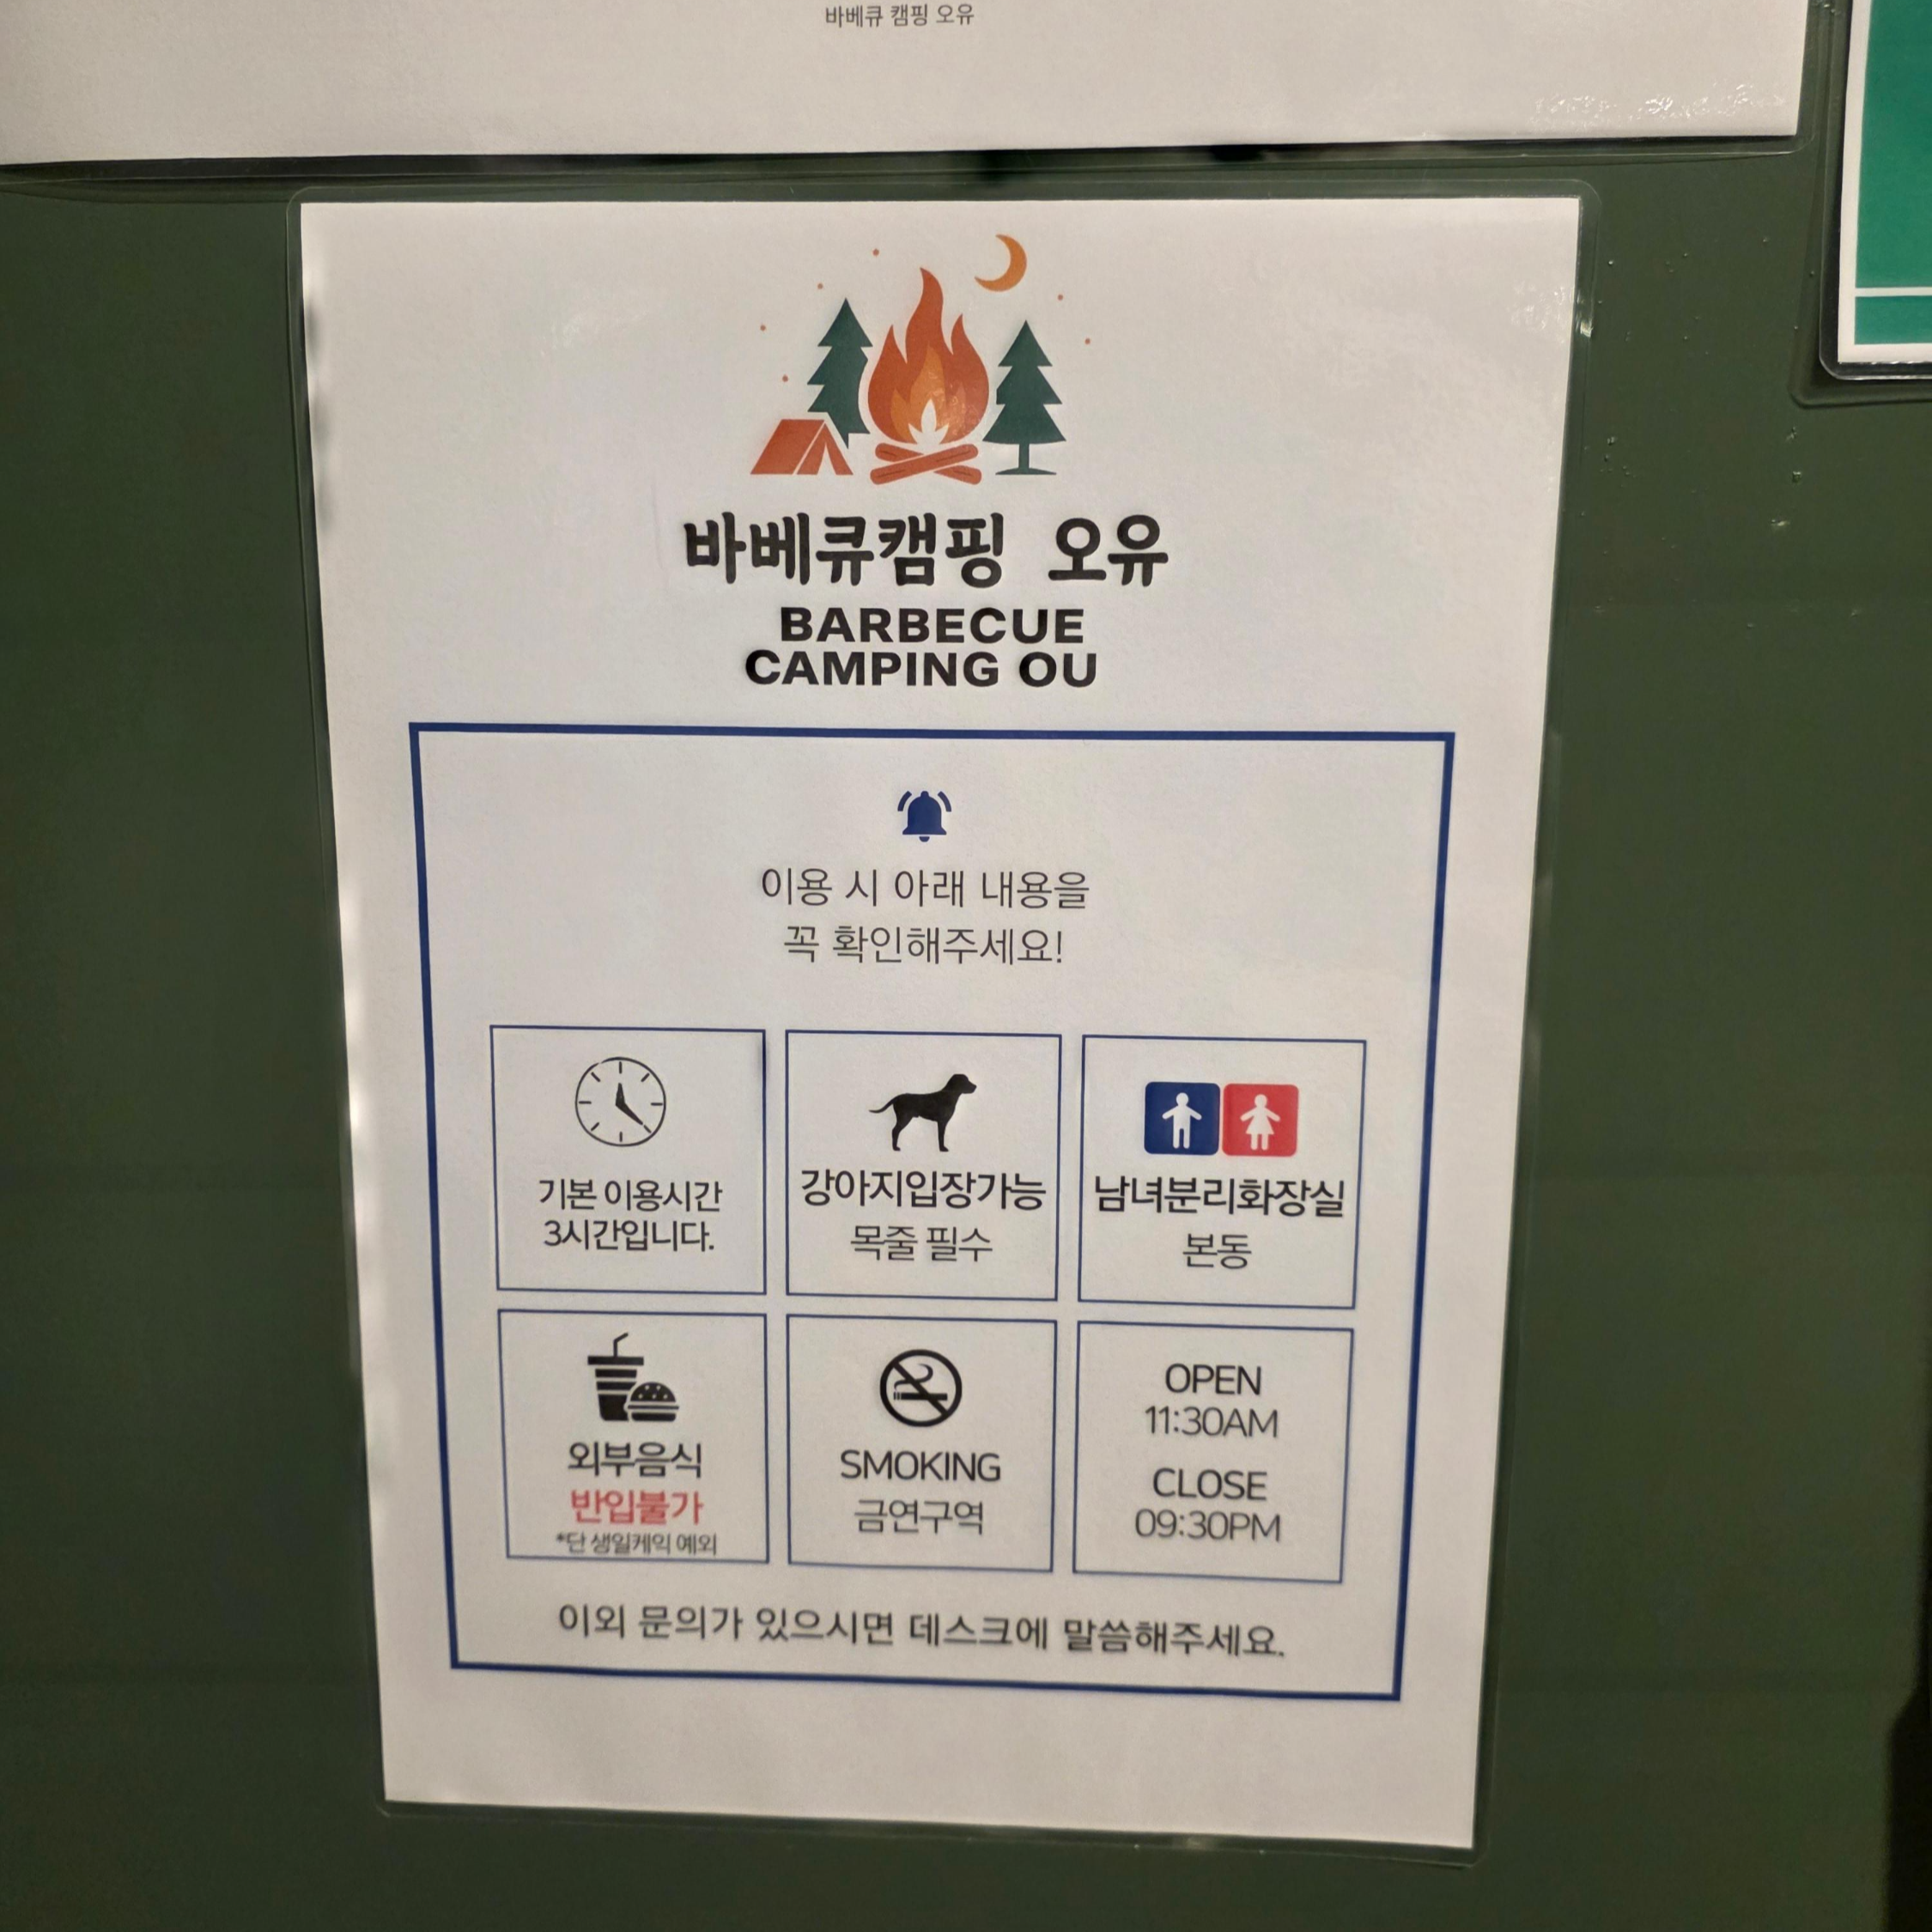 바베큐 캠핑 오유
바베큐캠핑 오유
BARBECUE
CAMPING OU
이용 시 아래 내용을
꼭 확인해주세요!
기본 이용시간
3시간입니다.
강아지입장가능
목줄 필수
남녀분리화장실
본동
외부음식
반입불가
*단 생일케익 예외
SMOKING
금연구역
OPEN
11:30AM
CLOSE
09:30PM
이외 문의가 있으시면 데스크에 말씀해주세요.